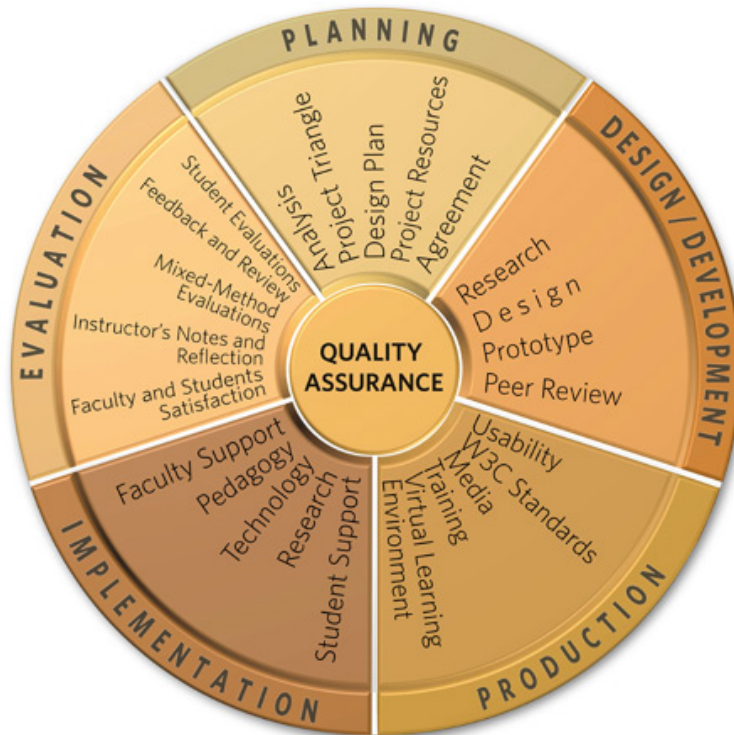 PLANNING
Analysis
Project Triangle
Design Plan
Project Resources
Agreement
DESIGN/DEVELOPMENT
Research
Design
Prototype
Peer Review
PRODUCTION
Usability
W3C Standards
Media
Training
Virtual Learning
Environment
IMPLEMENTATION
Faculty Support
Pedagogy
Technology
Research
Student Support
EVALUATION
Student Evaluations
Feedback and Review
Mixed-Method
Evaluations
Instructor's Notes and
Reflection
Faculty and Students
Satisfaction
QUALITY
ASSURANCE